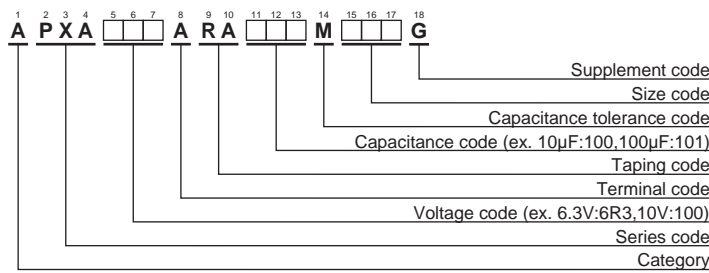 1 2 3 4 5 6 7 8 9 10 11 12 13 14 15 16 17 18
A PXA □□□ A RA □□□ M □□□ G
Supplement code
Size code
Capacitance tolerance code
Capacitance code (ex. 10µF:100,100µF:101)
Taping code
Terminal code
Voltage code (ex. 6.3V:6R3,10V:100)
Series code
Category